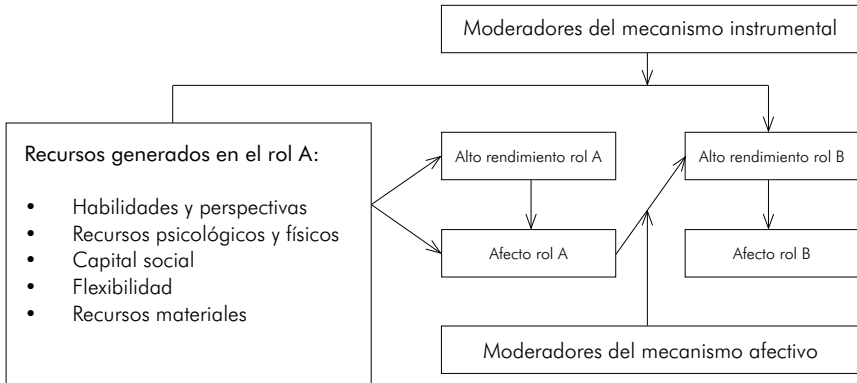 Moderadores del mecanismo instrumental
Recursos generados en el rol A:
• Habilidades y perspectivas
• Recursos psicológicos y físicos
• Capital social
• Flexibilidad
• Recursos materiales
Alto rendimiento rol A
Alto rendimiento rol B
Afecto rol A
Afecto rol B
Moderadores del mecanismo afectivo